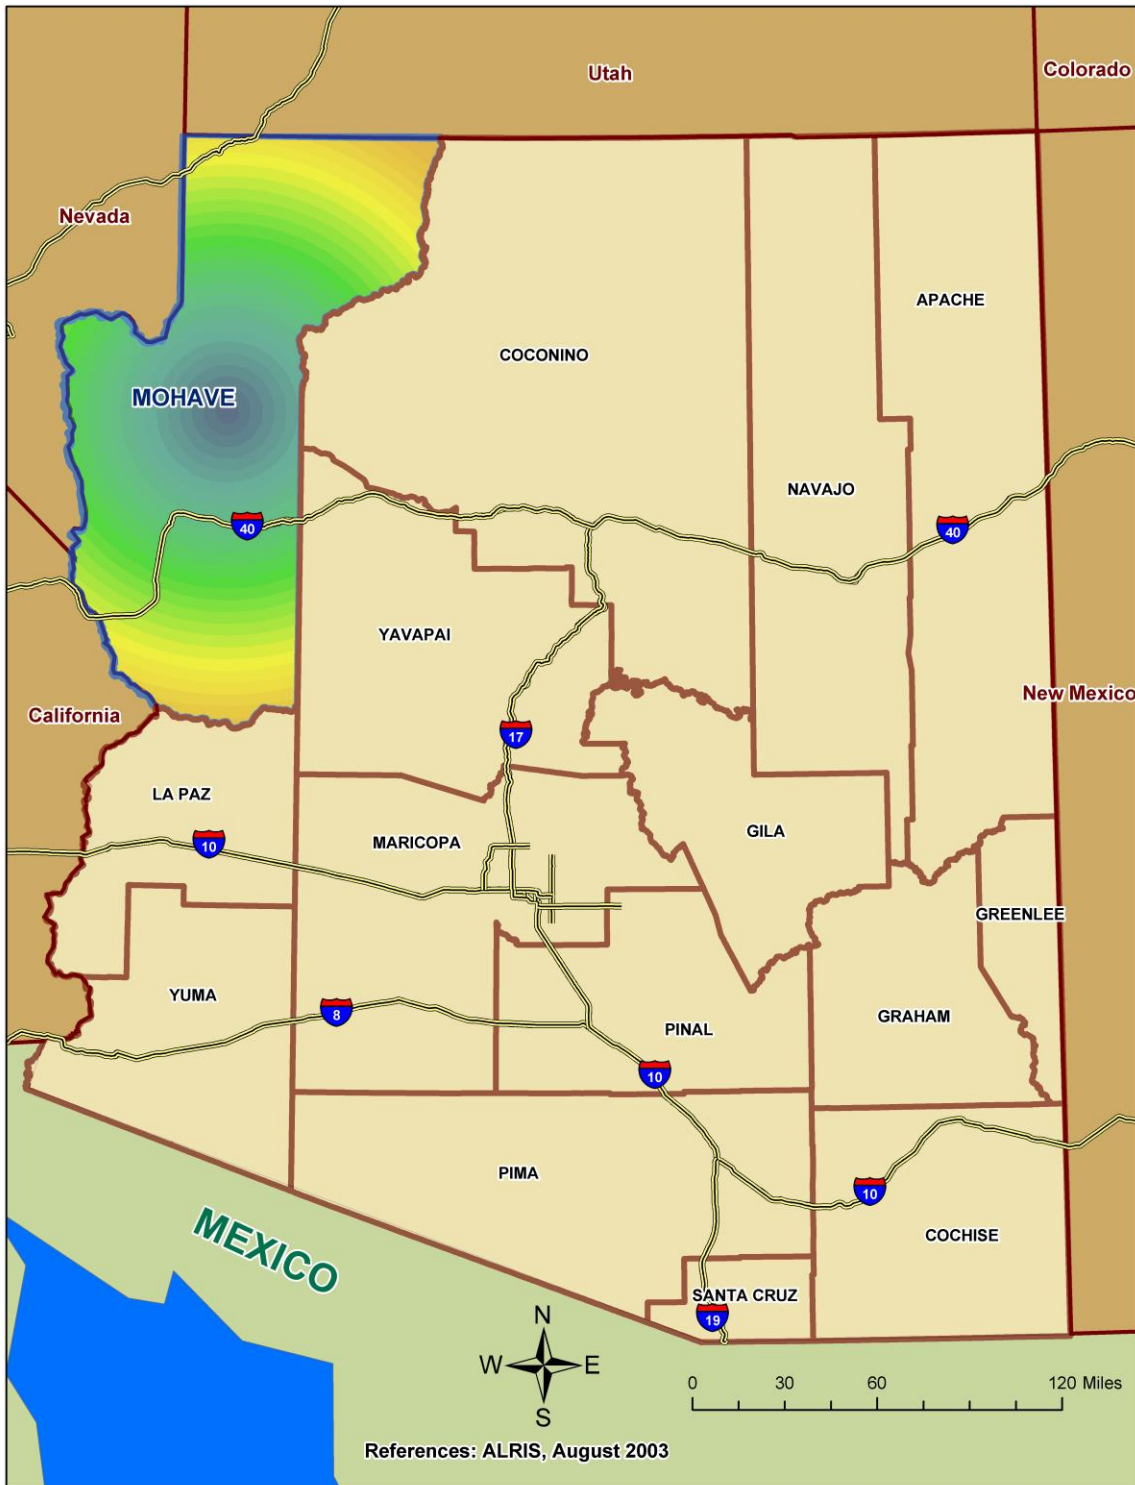 Utah
Colorado
Nevada
APACHE
COCONINO
MOHAVE
NAVAJO
40
40
YAVAPAI
New Mexico
California
17
LA PAZ
GILA
MARICOPA
10
GREENLEE
YUMA
8
GRAHAM
PINAL
10
PIMA
10
MEXICO
COCHISE
SANTA CRUZ
19
N
W E
S
0 30 60 120 Miles
References: ALRIS, August 2003